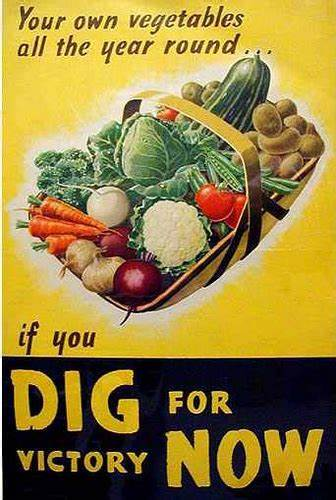 Your own vegetables
all the year round...
if you
DIG FOR
VICTORY NOW